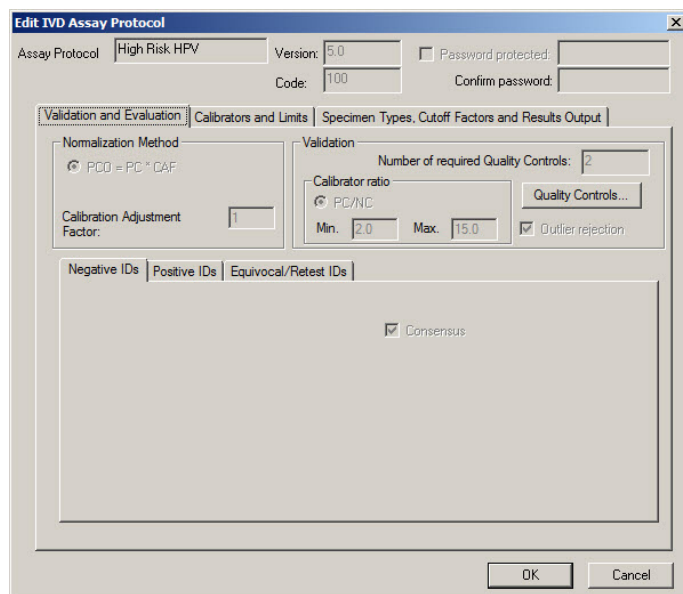 Edit IVD Assay Protocol
Assay Protocol High Risk HPV Version: 5.0 Password protected:
Code: 100 Confirm password:
Validation and Evaluation Calibrators and Limits Specimen Types, Cutoff Factors and Results Output
Normalization Method Validation
PCO = PC * CAF Number of required Quality Controls: 2
Calibrator ratio
PC/NC Quality Controls...
Calibration Adjustment
Factor: 1 Min. 2.0 Max. 15.0 Outlier rejection
Negative IDs Positive IDs Equivocal/Retest IDs
Consensus
OK Cancel